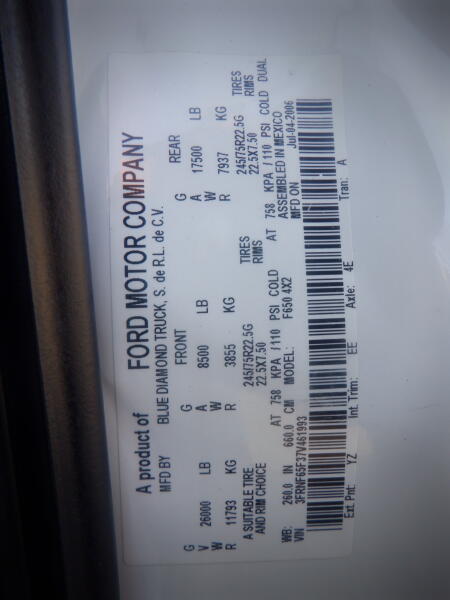 A product of FORD MOTOR COMPANY
MFD BY BLUE DIAMOND TRUCK, S. de R.L. de C.V.
G FRONT G REAR
V 26000 LB A 8500 LB A 17500 LB
W W W
R 11793 KG R 3855 KG R 7937 KG
A SUITABLE TIRE 245/75R22.5G TIRES 245/75R22.5G TIRES
AND RIM CHOICE 22.5X7.50 RIMS 22.5X7.50 RIMS
AT 758 KPA / 110 PSI COLD AT 758 KPA / 110 PSI COLD DUAL
WB: 260.0 IN 660.0 CM MODEL: F650 4X2 ASSEMBLED IN MEXICO
VIN 3FRNF65F37V461993 MFD ON Jul-04-2006
Ext. Pnt: YZ Int. Trim: EE Axle: 4E Tran: A